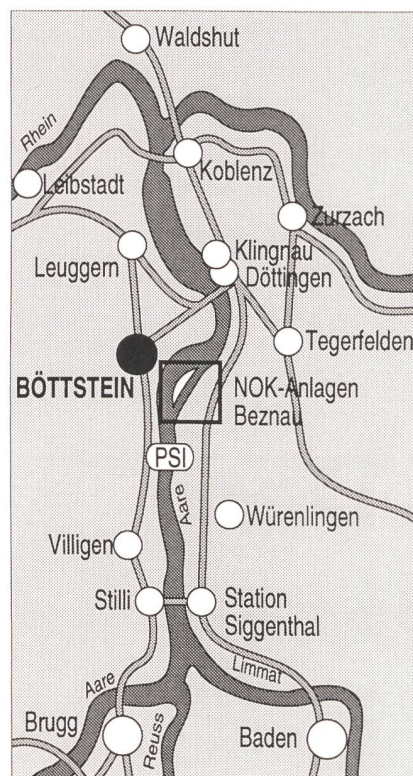 Waldshut
Rhein
Koblenz
Leibstadt
Zurzach
Klingnau
Leuggern
Döttingen
Tegerfelden
BÖTTSTEIN
NOK-Anlagen
Beznau
PSI
Aare
Würenlingen
Villigen
Stilli
Station
Siggenthal
Limmat
Aare
Brugg
Reuss
Baden